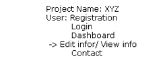 Project Name: XYZ
User: Registration
Login
Dashboard
-> Edit infor/ View info
Contact